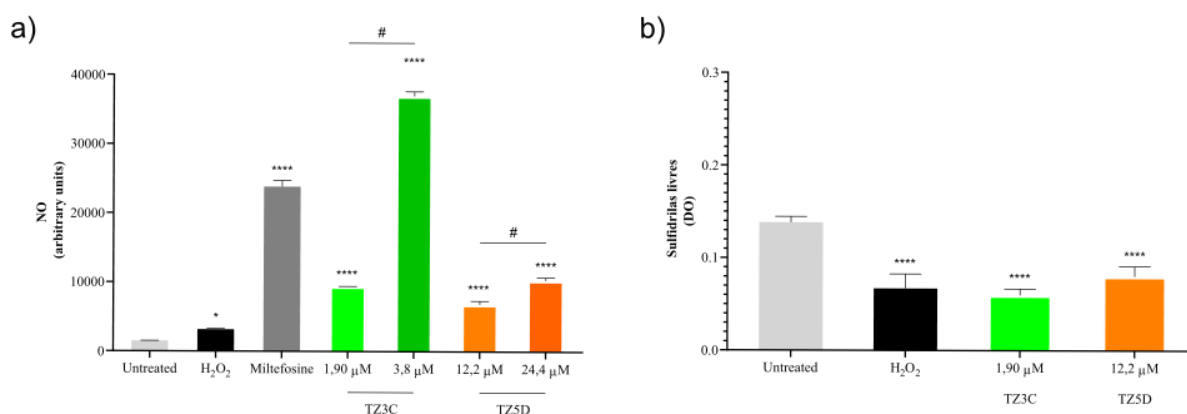 a)
#
****
40000
30000
20000
10000
0
NO
(arbitrary units)
*
****
****
****
#
****
Untreated
H₂O₂
Miltefosine
1,90 µM
3,8 µM
12,2 µM
24,4 µM
TZ3C
TZ5D
b)
0.3
0.2
0.1
0.0
Sulfidrilas livres
(DO)
****
****
****
Untreated
H₂O₂
1,90 µM
12,2 µM
TZ3C
TZ5D